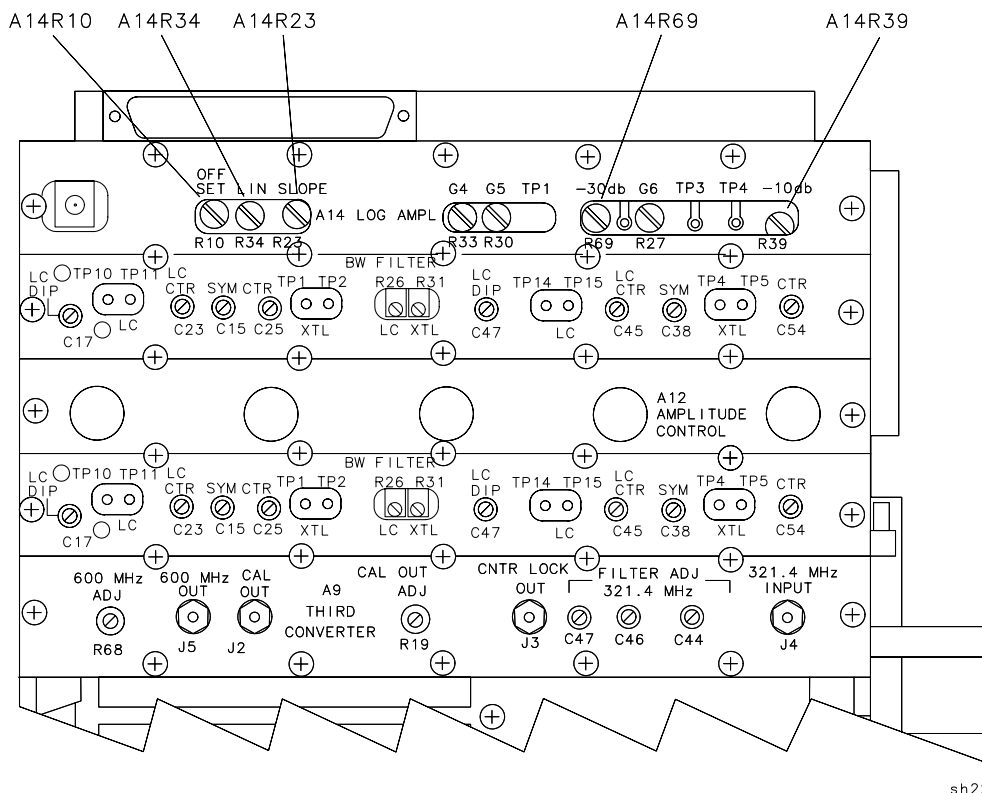 A14R10 A14R34 A14R23 A14R69 A14R39
OFF
SET LIN SLOPE G4 G5 TP1 -30db G6 TP3 TP4 -10db
A14 LOG AMPL
R10 R34 R23 R33 R30 R69 R27 R39
BW FILTER
LC TP10 TP11 LC TP1 TP2 R26 R31 LC TP14 TP15 LC TP4 TP5 CTR
DIP CTR SYM CTR DIP CTR SYM
C17 LC C23 C15 C25 XTL LC XTL C47 LC C45 C38 XTL C54
A12
AMPLITUDE
CONTROL
BW FILTER
LC TP10 TP11 LC TP1 TP2 R26 R31 LC TP14 TP15 LC TP4 TP5 CTR
DIP CTR SYM CTR DIP CTR SYM
C17 LC C23 C15 C25 XTL LC XTL C47 LC C45 C38 XTL C54
600 MHz 600 MHz CAL CAL OUT CNTR LOCK FILTER ADJ 321.4 MHz
ADJ OUT OUT A9 ADJ OUT 321.4 MHz INPUT
THIRD
CONVERTER
R68 J5 J2 R19 J3 C47 C46 C44 J4